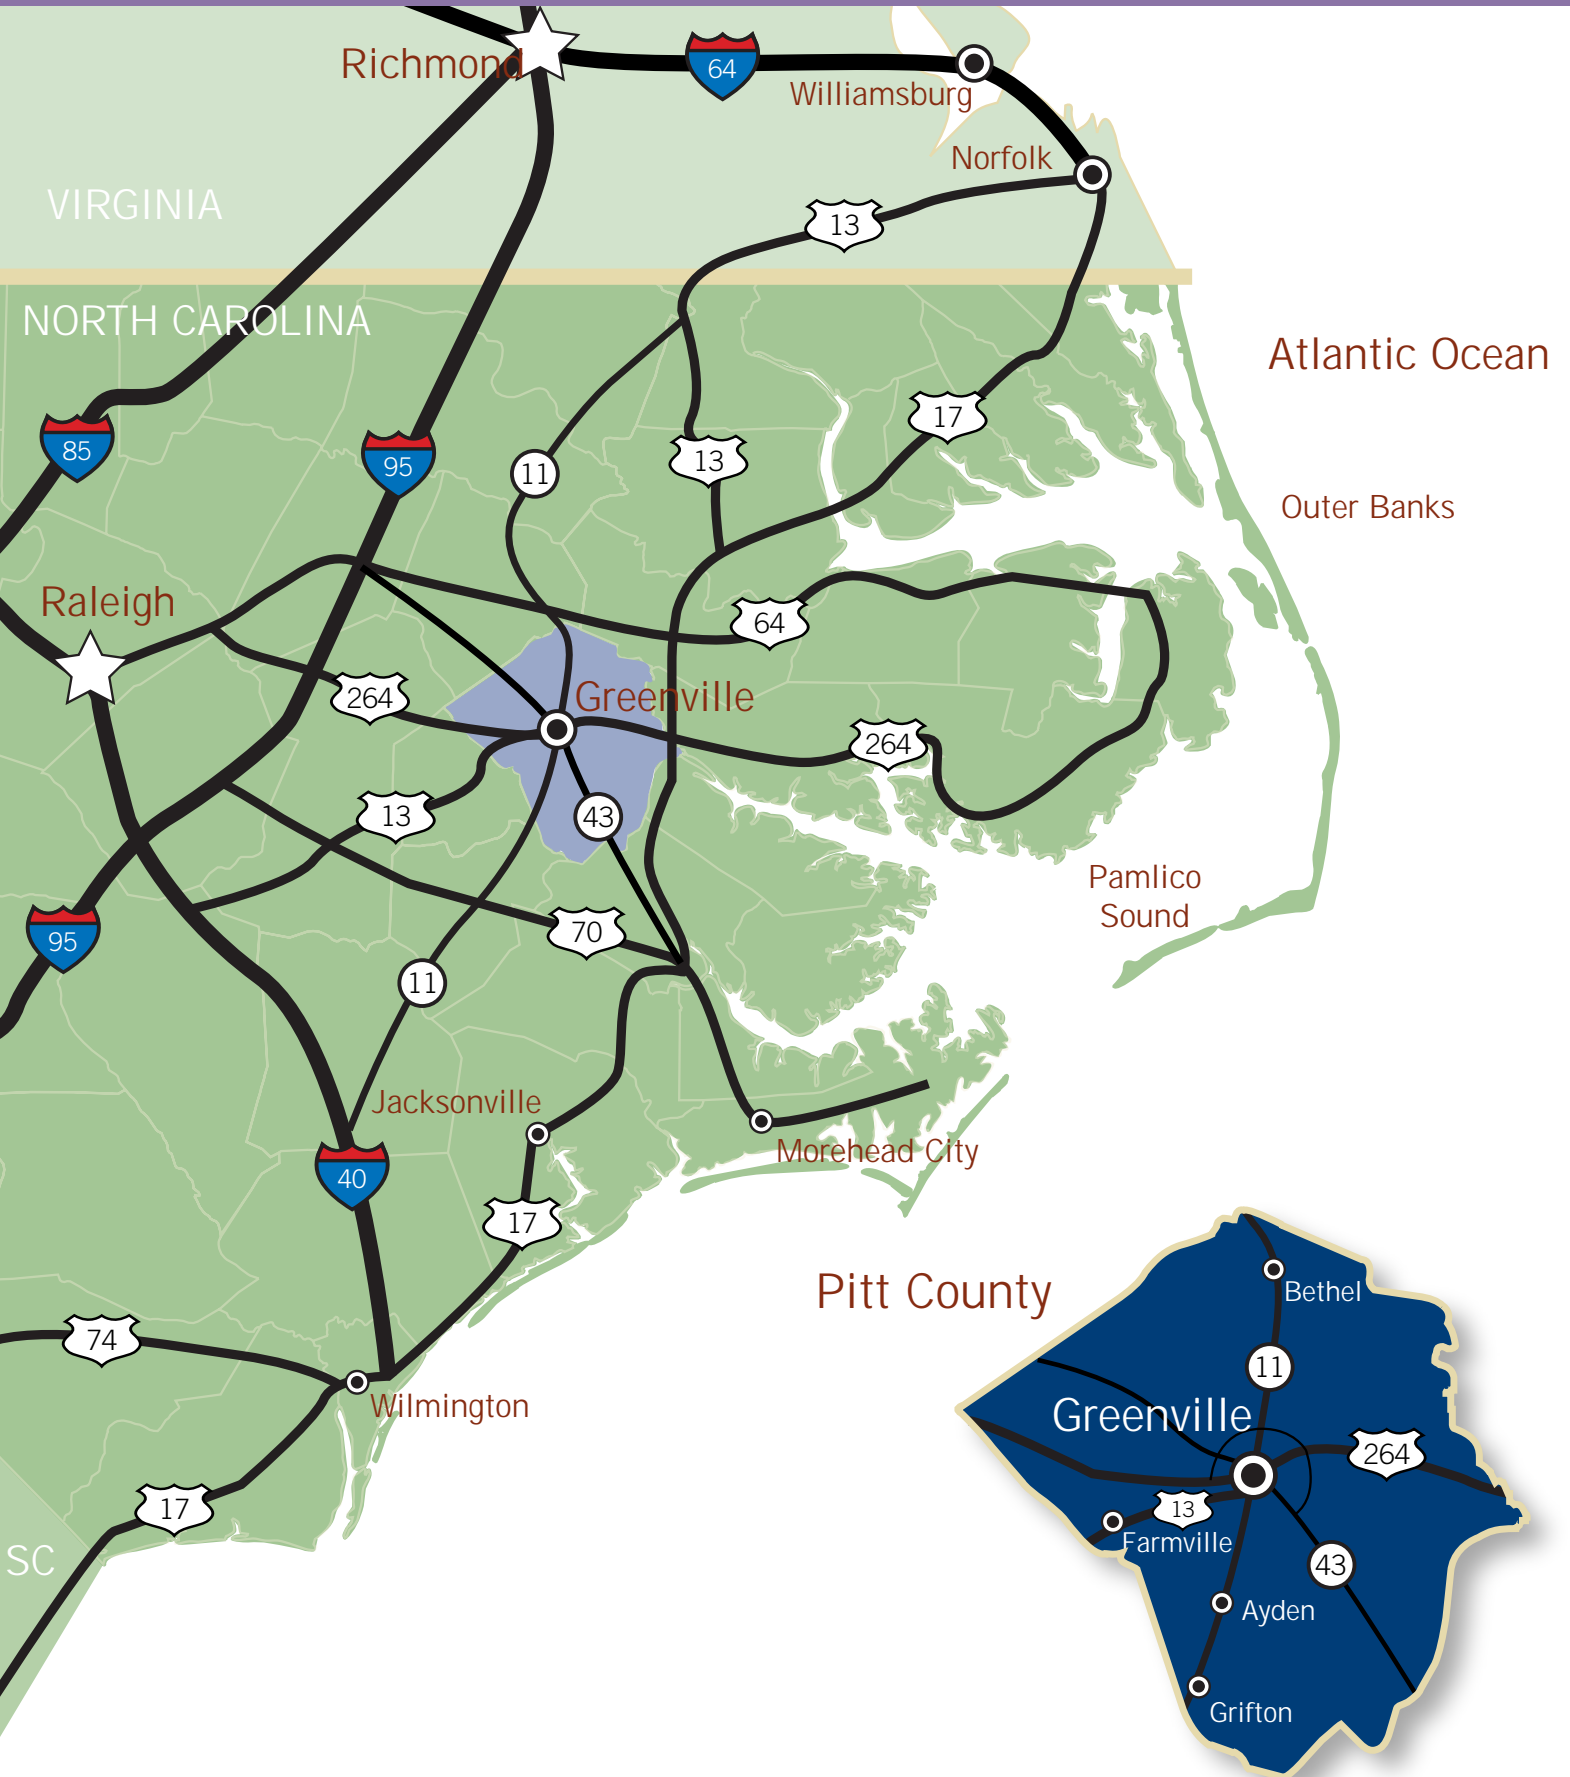 Richmond
64
Williamsburg
Norfolk
VIRGINIA
13
NORTH CAROLINA
Atlantic Ocean
17
85
95
11
13
Outer Banks
Raleigh
64
264
Greenville
264
13
43
Pamlico
Sound
95
70
11
Jacksonville
Morehead City
40
17
Pitt County
Bethel
74
11
Wilmington
Greenville
264
17
13
Farmville
SC
43
Ayden
Grifton